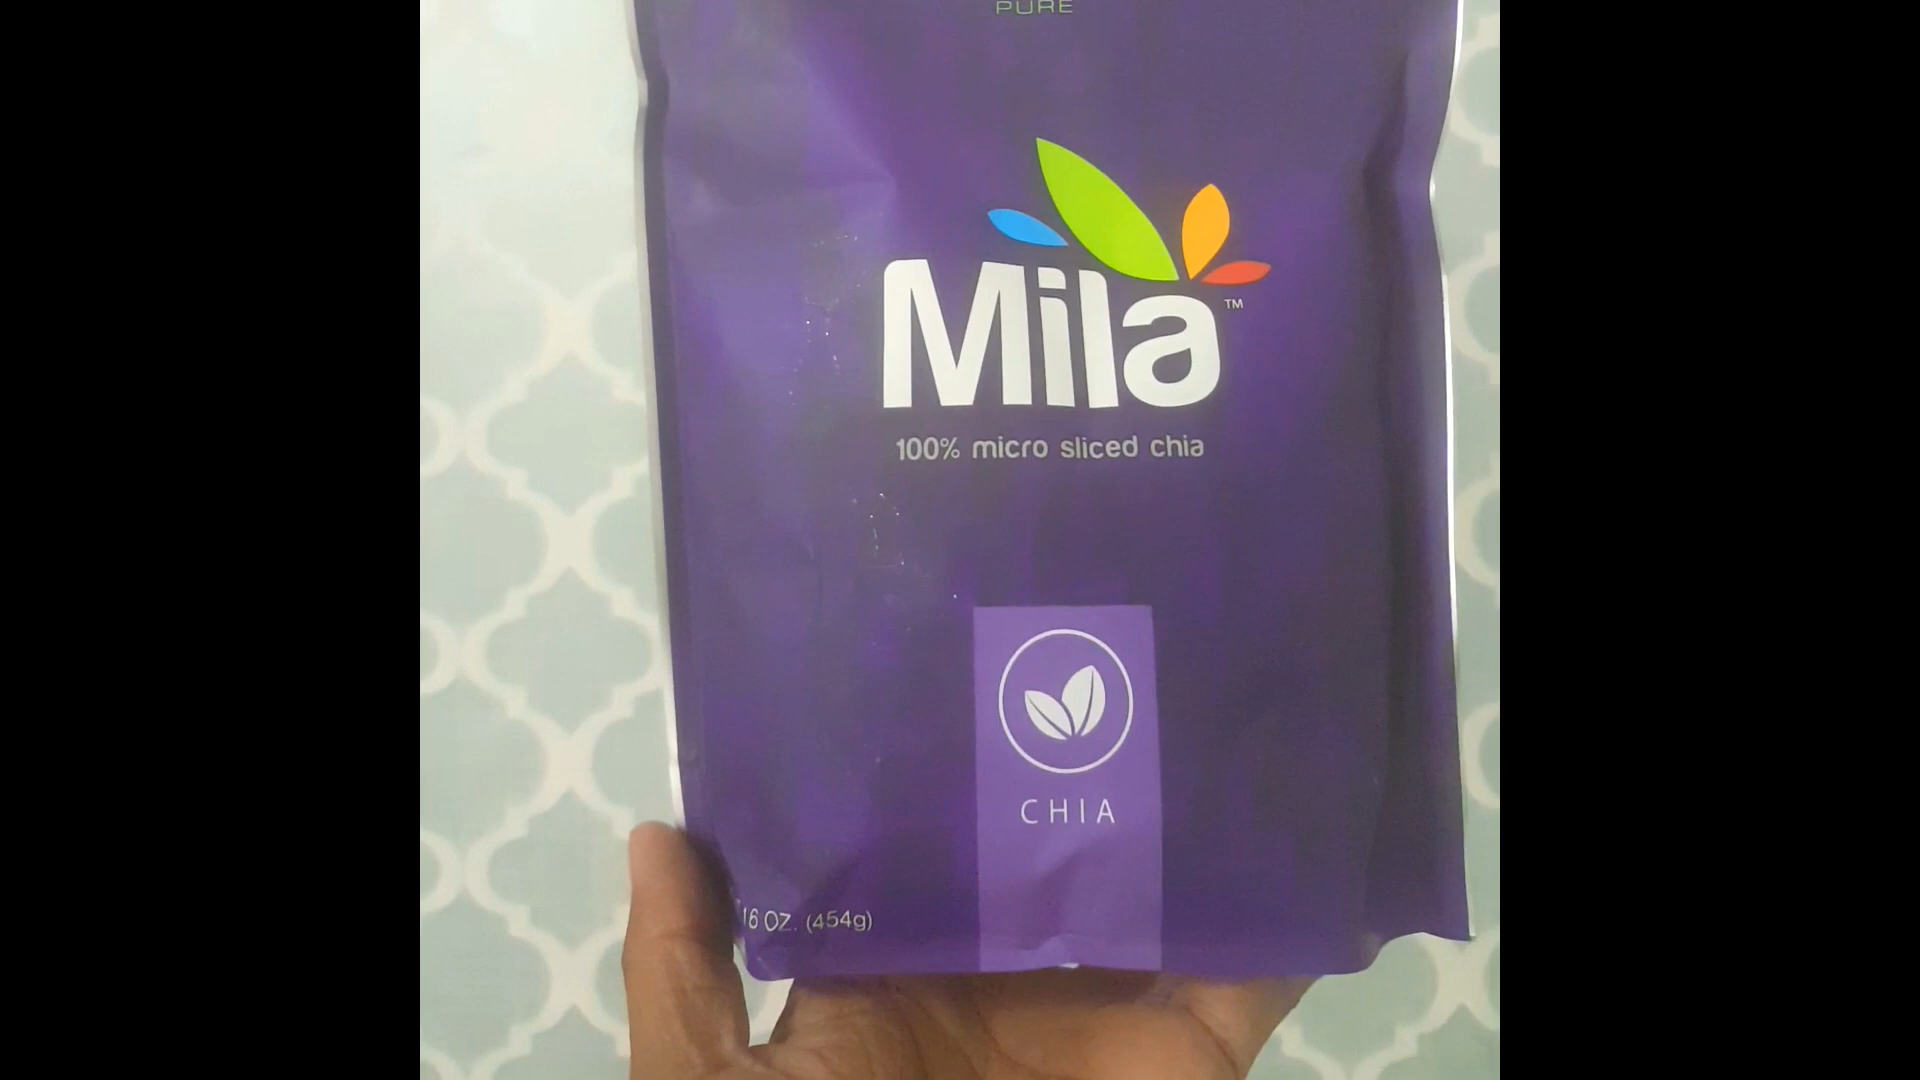 PURE
Mila™
100% micro sliced chia
CHIA
16 OZ. (454g)